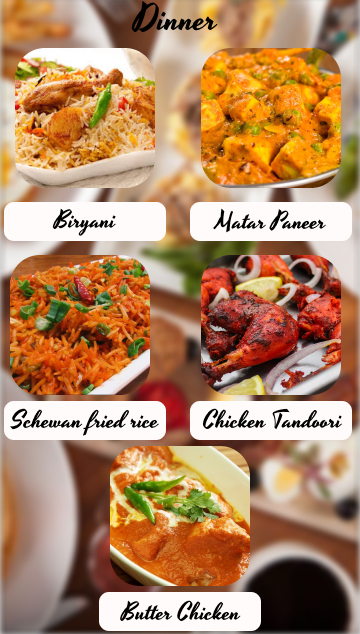 Dinner
Biryani
Matar Paneer
Schewan fried rice
Chicken Tandoori
Butter Chicken